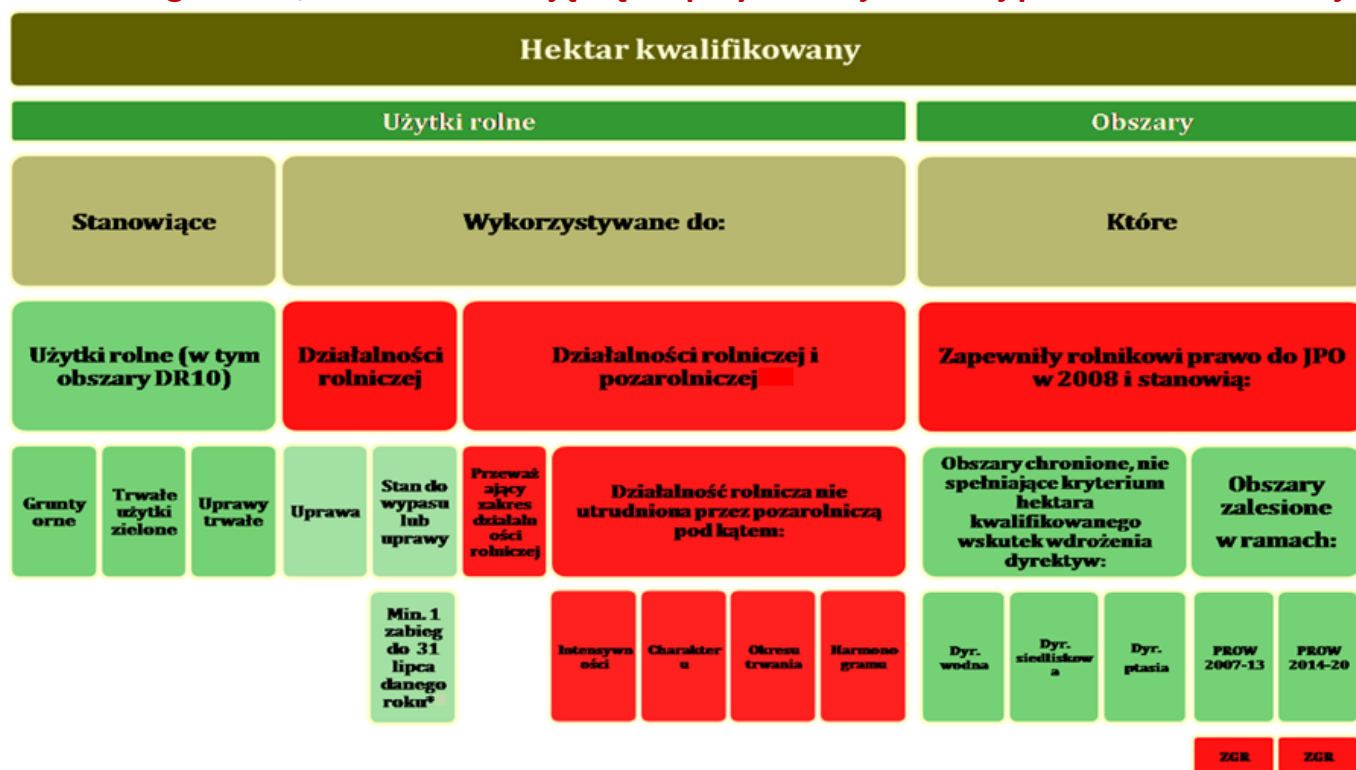 Hektar kwalifikowany
Użytki rolne
Obszary
Stanowiące
Wykorzystywane do:
Które
Użytki rolne (w tym
obszary DR10)
Działalności
rolniczej
Działalności rolniczej i
pozarolniczej
Zapewniły rolnikowi prawo do JPO
w 2008 i stanowią:
Grunty
orne
Trwałe
użytki
zielone
Uprawy
trwałe
Uprawa
Stan do
wypasu
lub
uprawy
Przeważ
ający
zakres
działaln
ości
rolniczej
Działalność rolnicza nie
utrudniona przez pozarolniczą
pod kątem:
Obszary chronione, nie
spełniające kryterium
hektara
kwalifikowanego
wskutek wdrożenia
dyrektyw:
Obszary
zalesione
w ramach:
Min. 1
zabieg
do 31
lipca
danego
roku*
Intensywn
ości
Charakter
u
Okresu
trwania
Harmono
gramu
Dyr.
wodna
Dyr.
siedliskow
a
Dyr.
ptasia
PROW
2007-13
PROW
2014-20
ZGR
ZGR